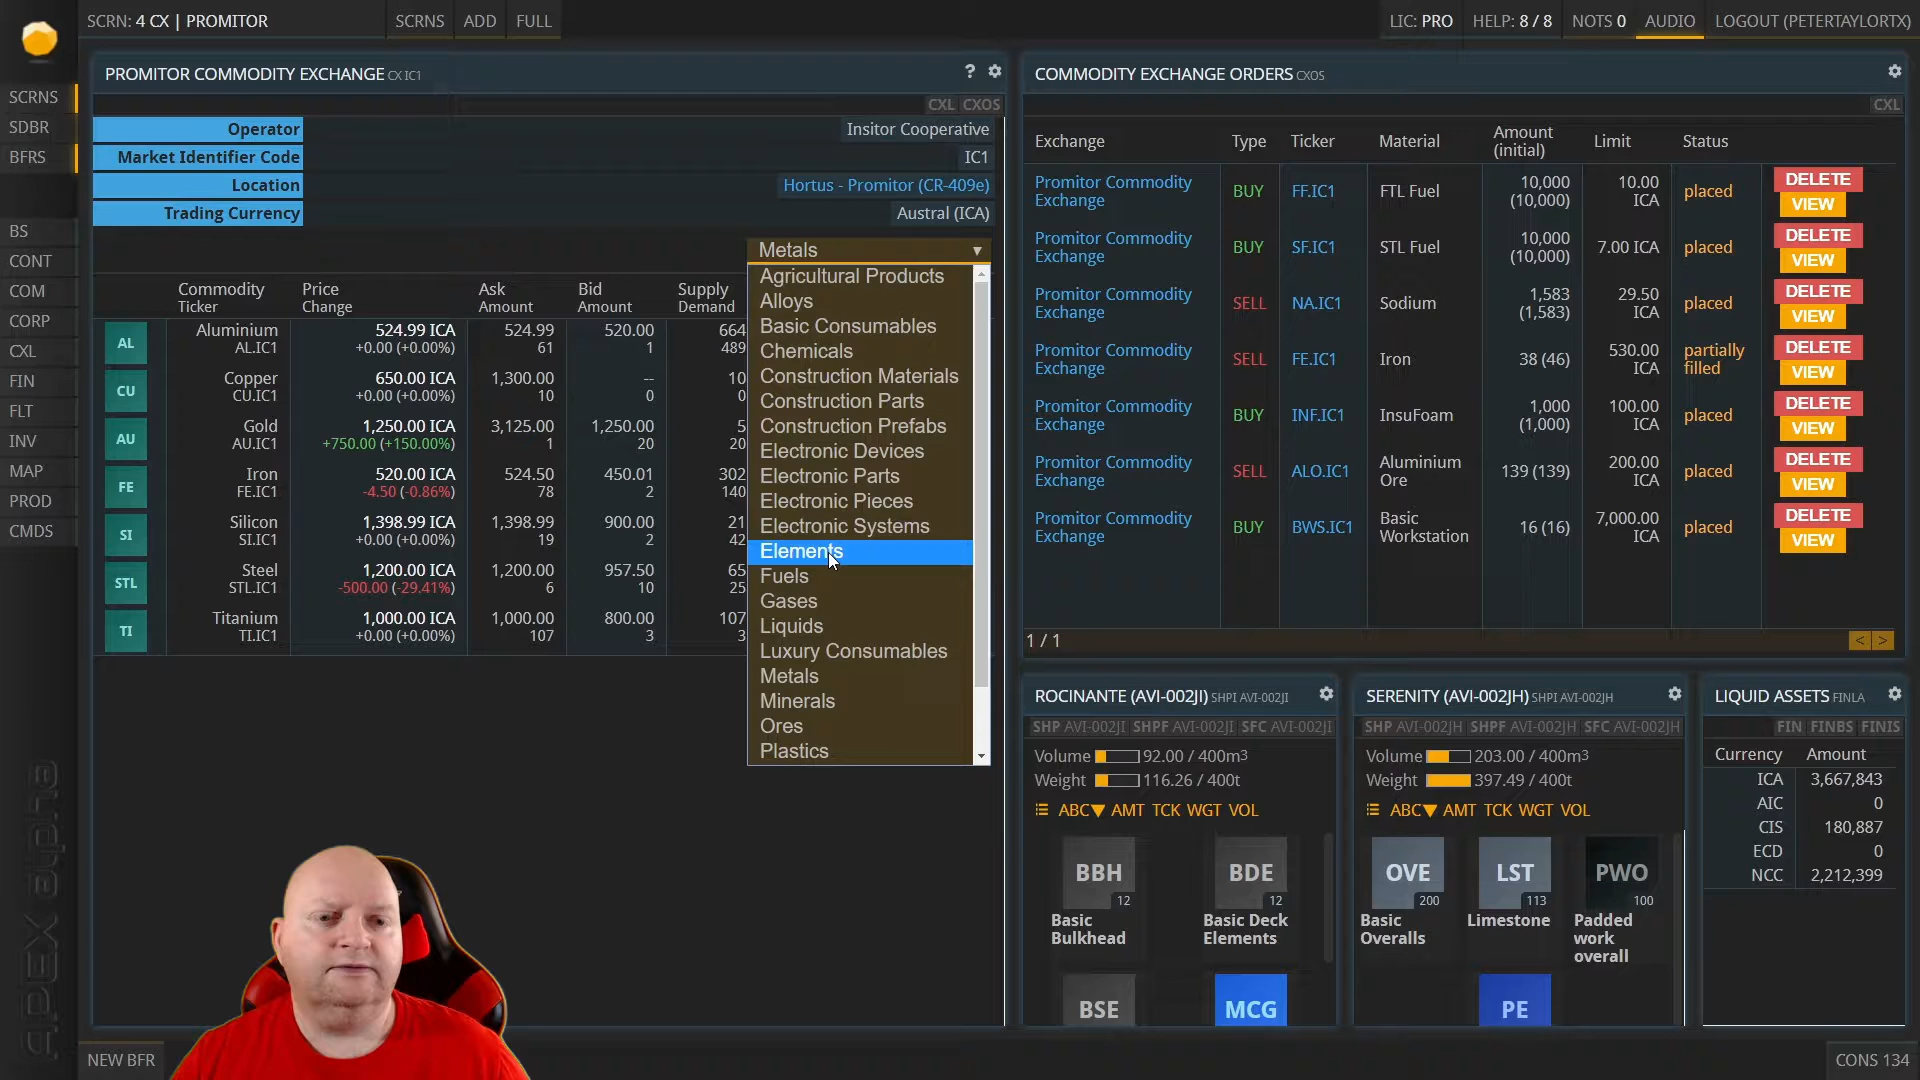 SCRN: 4 CX | PROMITOR
SCRNS ADD FULL
LIC: PRO HELP: 8 / 8 NOTS 0 AUDIO LOGOUT (PETERTAYLORTX)
SCRNS
SDBR
BFRS
BS
CONT
COM
CORP
CXL
FIN
FLT
INV
MAP
PROD
CMDS
APEX alpha
PROMITOR COMMODITY EXCHANGE CX IC1 ?
CXL CXOS
Operator Insitor Cooperative
Market Identifier Code IC1
Location Hortus - Promitor (CR-409e)
Trading Currency Austral (ICA)
Metals
Commodity Price Ask Bid Supply
Ticker Change Amount Amount Demand
AL Aluminium 524.99 ICA 524.99 520.00 664
AL.IC1 +0.00 (+0.00%) 61 1 489
CU Copper 650.00 ICA 1,300.00 -- 10
CU.IC1 +0.00 (+0.00%) 10 0 0
AU Gold 1,250.00 ICA 3,125.00 1,250.00 5
AU.IC1 +750.00 (+150.00%) 1 20 20
FE Iron 520.00 ICA 524.50 450.01 302
FE.IC1 -4.50 (-0.86%) 78 2 140
SI Silicon 1,398.99 ICA 1,398.99 900.00 21
SI.IC1 +0.00 (+0.00%) 19 2 42
STL Steel 1,200.00 ICA 1,200.00 957.50 65
STL.IC1 -500.00 (-29.41%) 6 10 25
TI Titanium 1,000.00 ICA 1,000.00 800.00 107
TI.IC1 +0.00 (+0.00%) 107 3 3
Agricultural Products
Alloys
Basic Consumables
Chemicals
Construction Materials
Construction Parts
Construction Prefabs
Electronic Devices
Electronic Parts
Electronic Pieces
Electronic Systems
Elements
Fuels
Gases
Liquids
Luxury Consumables
Metals
Minerals
Ores
Plastics
COMMODITY EXCHANGE ORDERS CXOS
CXL
Exchange Type Ticker Material Amount (initial) Limit Status
Promitor Commodity Exchange BUY FF.IC1 FTL Fuel 10,000 (10,000) 10.00 ICA placed DELETE VIEW
Promitor Commodity Exchange BUY SF.IC1 STL Fuel 10,000 (10,000) 7.00 ICA placed DELETE VIEW
Promitor Commodity Exchange SELL NA.IC1 Sodium 1,583 (1,583) 29.50 ICA placed DELETE VIEW
Promitor Commodity Exchange SELL FE.IC1 Iron 38 (46) 530.00 ICA partially filled DELETE VIEW
Promitor Commodity Exchange BUY INF.IC1 InsuFoam 1,000 (1,000) 100.00 ICA placed DELETE VIEW
Promitor Commodity Exchange SELL ALO.IC1 Aluminium Ore 139 (139) 200.00 ICA placed DELETE VIEW
Promitor Commodity Exchange BUY BWS.IC1 Basic Workstation 16 (16) 7,000.00 ICA placed DELETE VIEW
1 / 1 < >
ROCINANTE (AVI-002JI) SHPI AVI-002JI
SHP AVI-002JI SHPF AVI-002JI SFC AVI-002JI
Volume 92.00 / 400m3
Weight 116.26 / 400t
ABC▼ AMT TCK WGT VOL
BBH 12 BDE 12
Basic Bulkhead Basic Deck Elements
BSE MCG
SERENITY (AVI-002JH) SHPI AVI-002JH
SHP AVI-002JH SHPF AVI-002JH SFC AVI-002JH
Volume 203.00 / 400m3
Weight 397.49 / 400t
ABC▼ AMT TCK WGT VOL
OVE 200 LST 113 PWO 100
Basic Overalls Limestone Padded work overall
PE
LIQUID ASSETS FINLA
FIN FINBS FINIS
Currency Amount
ICA 3,667,843
AIC 0
CIS 180,887
ECD 0
NCC 2,212,399
NEW BFR
CONS 134